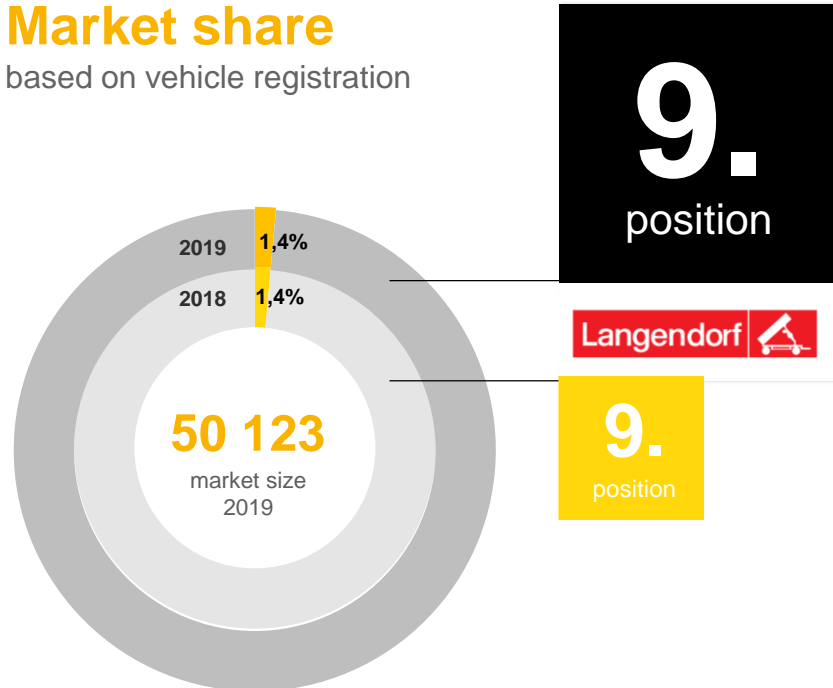 Market share
based on vehicle registration
9.
position
2019
1,4%
2018
1,4%
Langendorf
50 123
market size
2019
9.
position